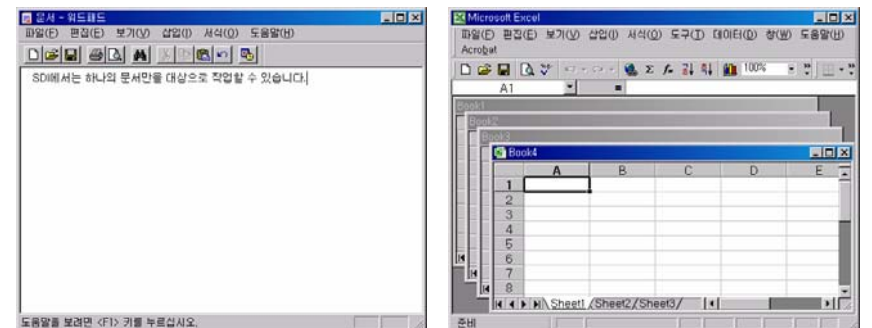 문서 - 워드패드
파일(F) 편집(E) 보기(V) 삽입(I) 서식(O) 도움말(H)
SDI에서는 하나의 문서만을 대상으로 작업할 수 있습니다.
도움말을 보려면 <F1> 키를 누르십시오.
Microsoft Excel
파일(F) 편집(E) 보기(V) 삽입(I) 서식(O) 도구(T) 데이터(D) 창(W) 도움말(H)
Acrobat
100%
A1 =
Book1
Book2
Book3
Book4
A B C D E
1
2
3
4
5
6
7
8
Sheet1 Sheet2 Sheet3
준비